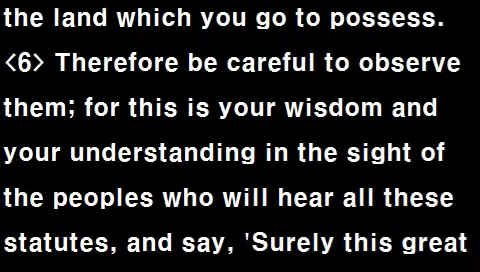 the land which you go to possess.
<6> Therefore be careful to observe
them; for this is your wisdom and
your understanding in the sight of
the peoples who will hear all these
statutes, and say, 'Surely this great